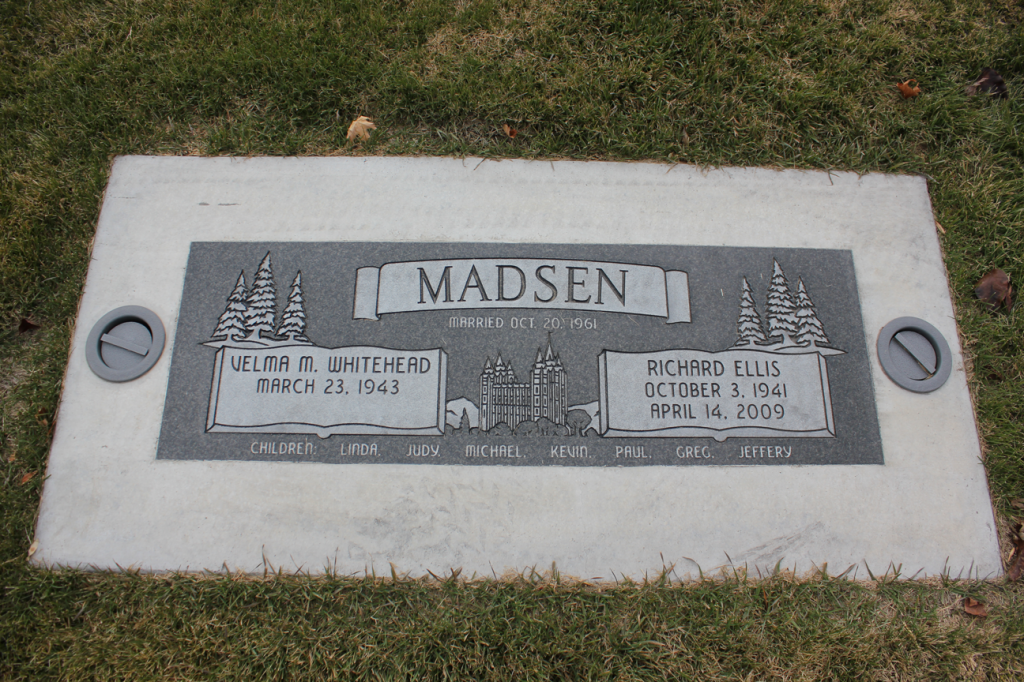 MADSEN
MARRIED OCT. 20, 1961
VELMA M. WHITEHEAD
MARCH 23, 1943
RICHARD ELLIS
OCTOBER 3, 1941
APRIL 14, 2009
CHILDREN: LINDA, JUDY, MICHAEL, KEVIN, PAUL, GREG, JEFFERY